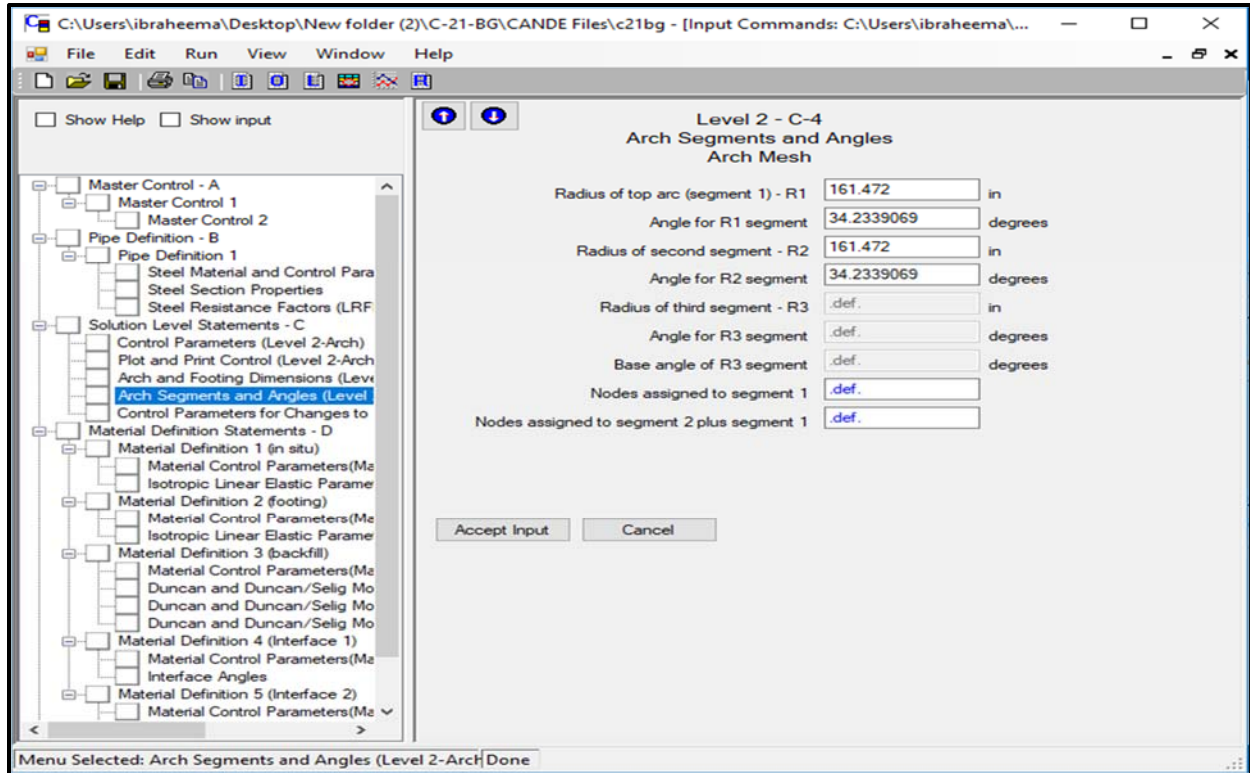 C:\Users\ibraheema\Desktop\New folder (2)\C-21-BG\CANDE Files\c21bg - [Input Commands: C:\Users\ibraheema\...
File Edit Run View Window Help
Show Help Show input
Master Control - A
Master Control 1
Master Control 2
Pipe Definition - B
Pipe Definition 1
Steel Material and Control Para
Steel Section Properties
Steel Resistance Factors (LRF
Solution Level Statements - C
Control Parameters (Level 2-Arch)
Plot and Print Control (Level 2-Arch
Arch and Footing Dimensions (Leve
Arch Segments and Angles (Level
Control Parameters for Changes to
Material Definition Statements - D
Material Definition 1 (in situ)
Material Control Parameters(Ma
Isotropic Linear Elastic Parame
Material Definition 2 (footing)
Material Control Parameters(Ma
Isotropic Linear Elastic Parame
Material Definition 3 (backfill)
Material Control Parameters(Ma
Duncan and Duncan/Selig Mo
Duncan and Duncan/Selig Mo
Duncan and Duncan/Selig Mo
Material Definition 4 (Interface 1)
Material Control Parameters(Ma
Interface Angles
Material Definition 5 (Interface 2)
Material Control Parameters(Ma
Level 2 - C-4
Arch Segments and Angles
Arch Mesh
Radius of top arc (segment 1) - R1 161.472 in
Angle for R1 segment 34.2339069 degrees
Radius of second segment - R2 161.472 in
Angle for R2 segment 34.2339069 degrees
Radius of third segment - R3 .def. in
Angle for R3 segment .def. degrees
Base angle of R3 segment .def. degrees
Nodes assigned to segment 1 .def.
Nodes assigned to segment 2 plus segment 1 .def.
Accept Input Cancel
Menu Selected: Arch Segments and Angles (Level 2-Arch Done